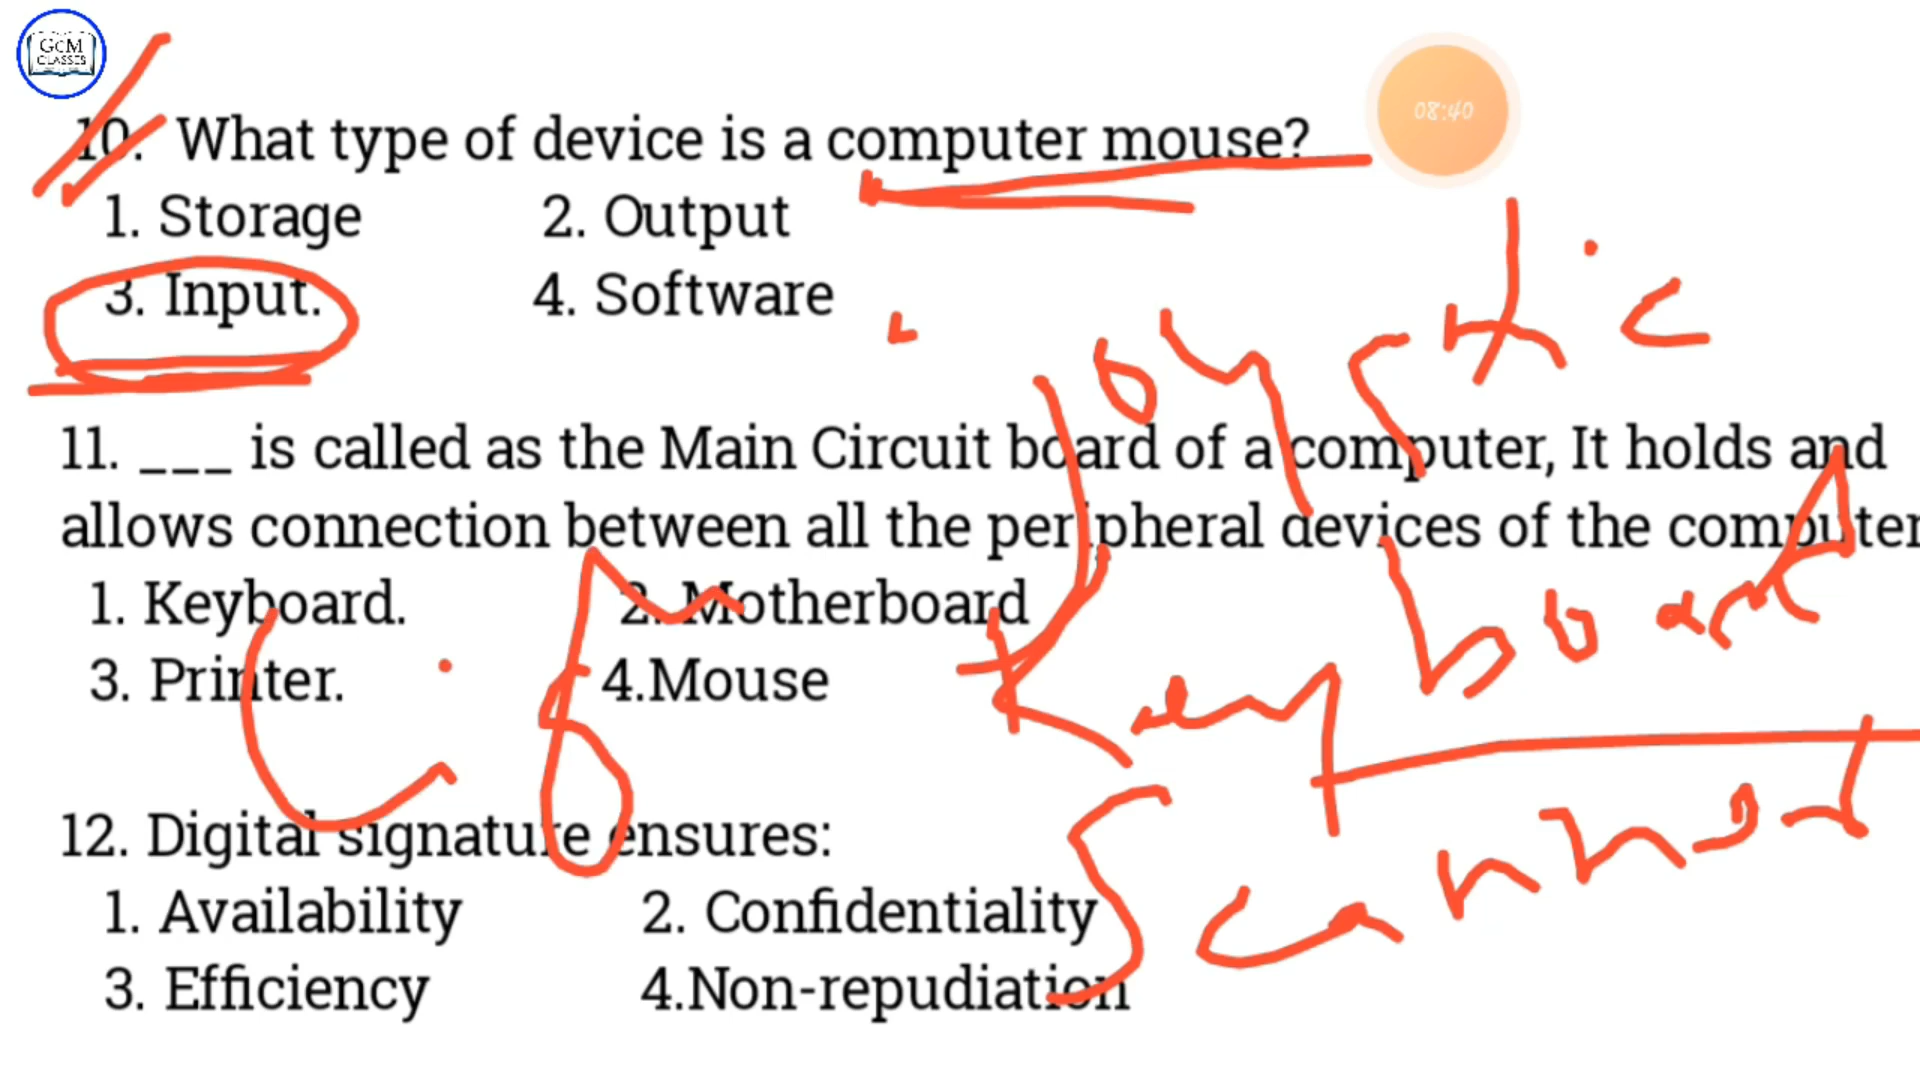 GCM
CLASSES
08:40
10. What type of device is a computer mouse?
1. Storage 2. Output
3. Input. 4. Software
Joystic
11. ___ is called as the Main Circuit board of a computer, It holds and
allows connection between all the peripheral devices of the computer
1. Keyboard. 2. Motherboard
3. Printer. 4.Mouse
Keyboard
Scanner
12. Digital signature ensures:
1. Availability 2. Confidentiality
3. Efficiency 4.Non-repudiation